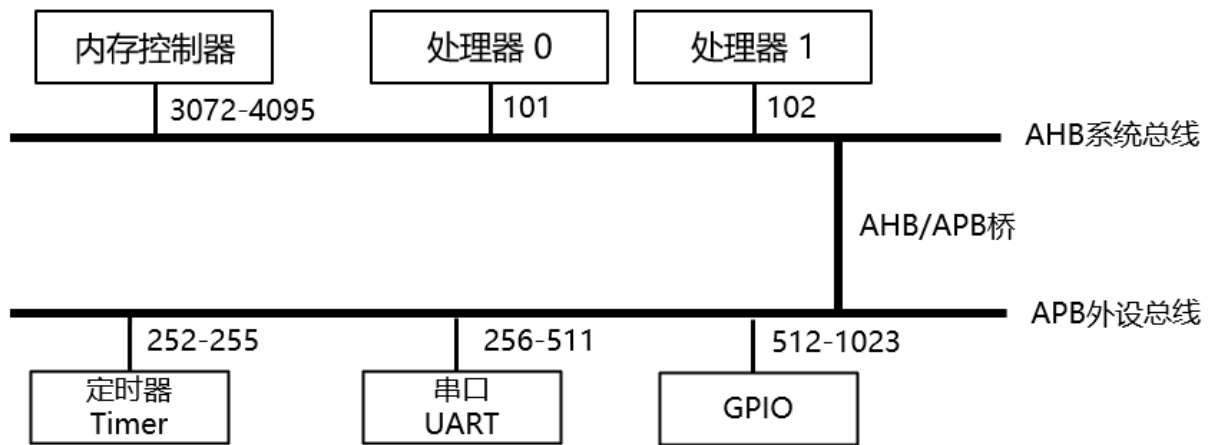 内存控制器
处理器 0
处理器 1
3072-4095
101
102
AHB系统总线
AHB/APB桥
APB外设总线
252-255
256-511
512-1023
定时器
Timer
串口
UART
GPIO